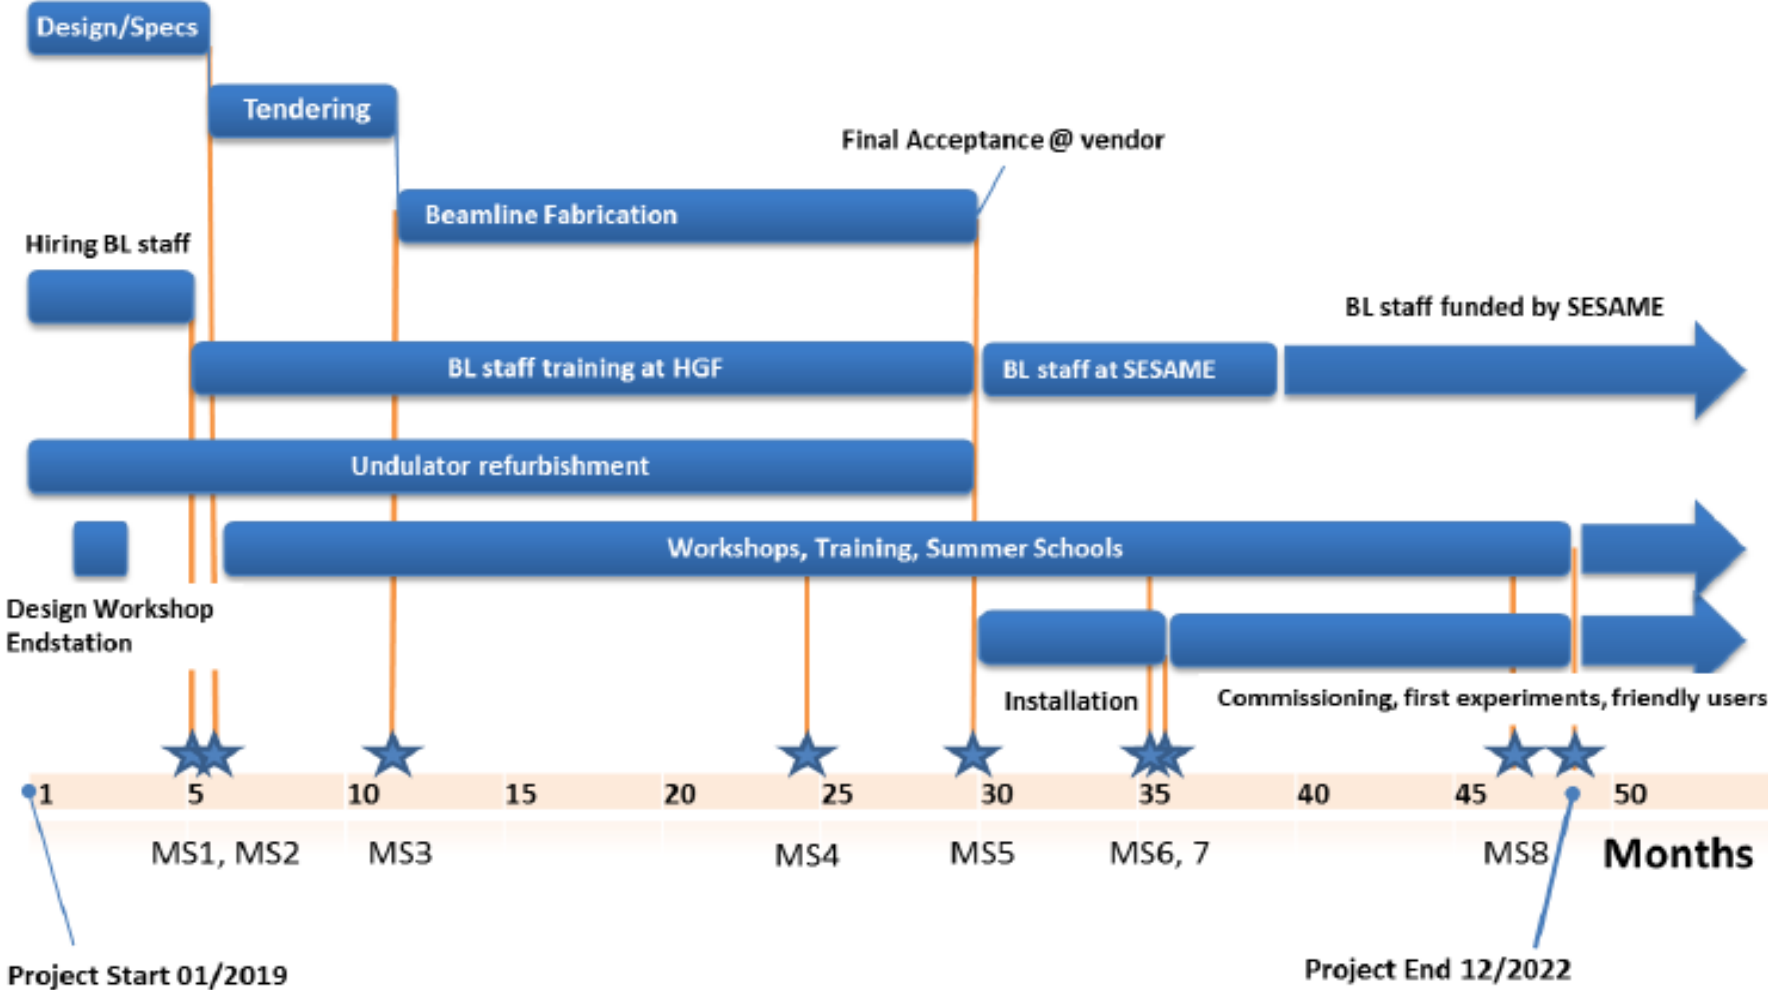 Design/Specs
Tendering
Final Acceptance @ vendor
Beamline Fabrication
Hiring BL staff
BL staff funded by SESAME
BL staff training at HGF
BL staff at SESAME
Undulator refurbishment
Workshops, Training, Summer Schools
Design Workshop
Endstation
Installation
Commissioning, first experiments, friendly users
1 5 10 15 20 25 30 35 40 45 50
MS1, MS2 MS3 MS4 MS5 MS6, 7 MS8 Months
Project Start 01/2019
Project End 12/2022